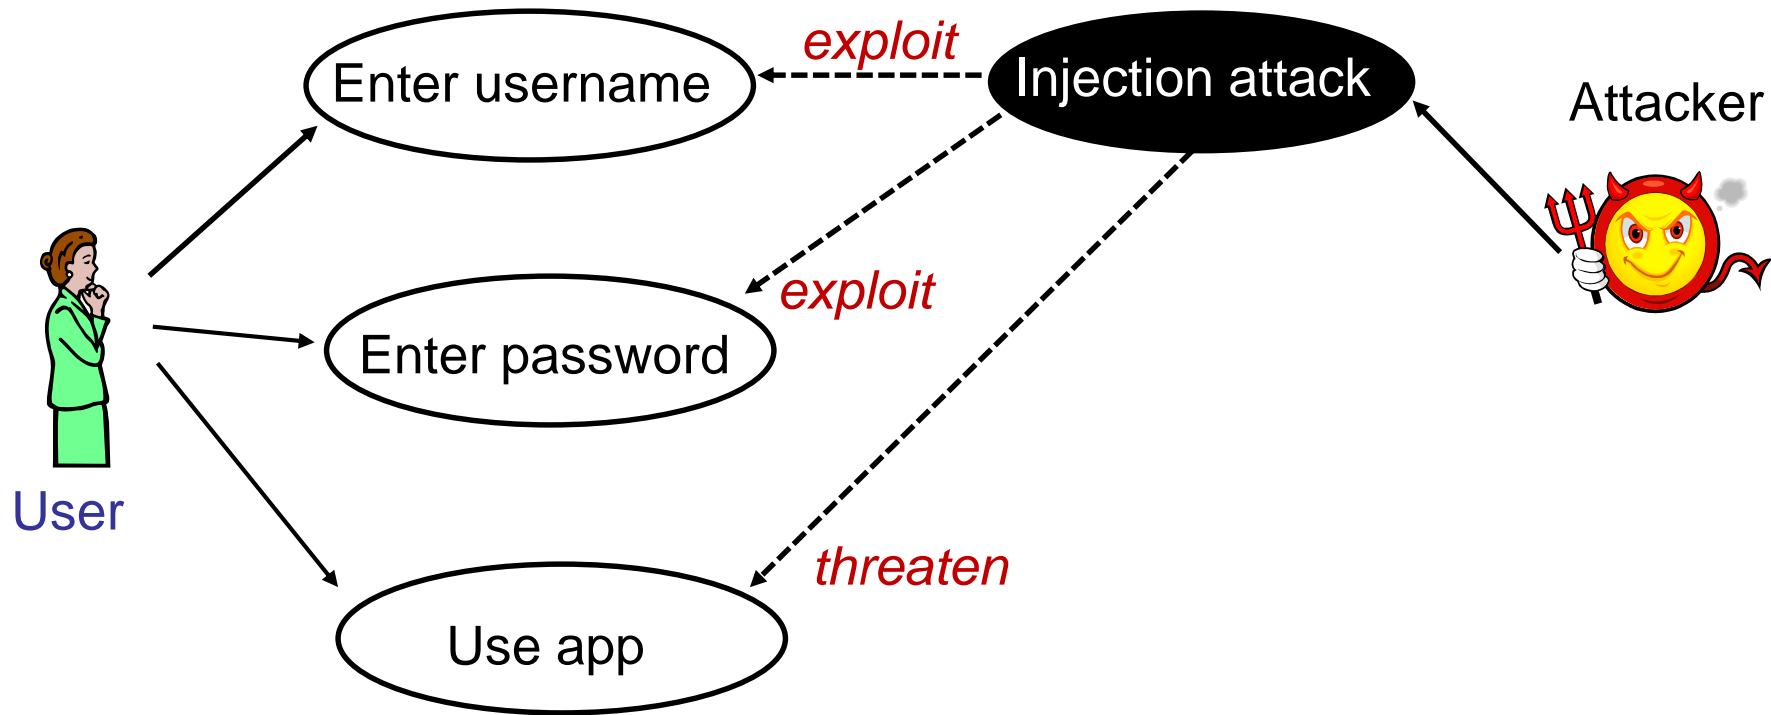 exploit
Enter username
Injection attack
Attacker
exploit
Enter password
User
threaten
Use app